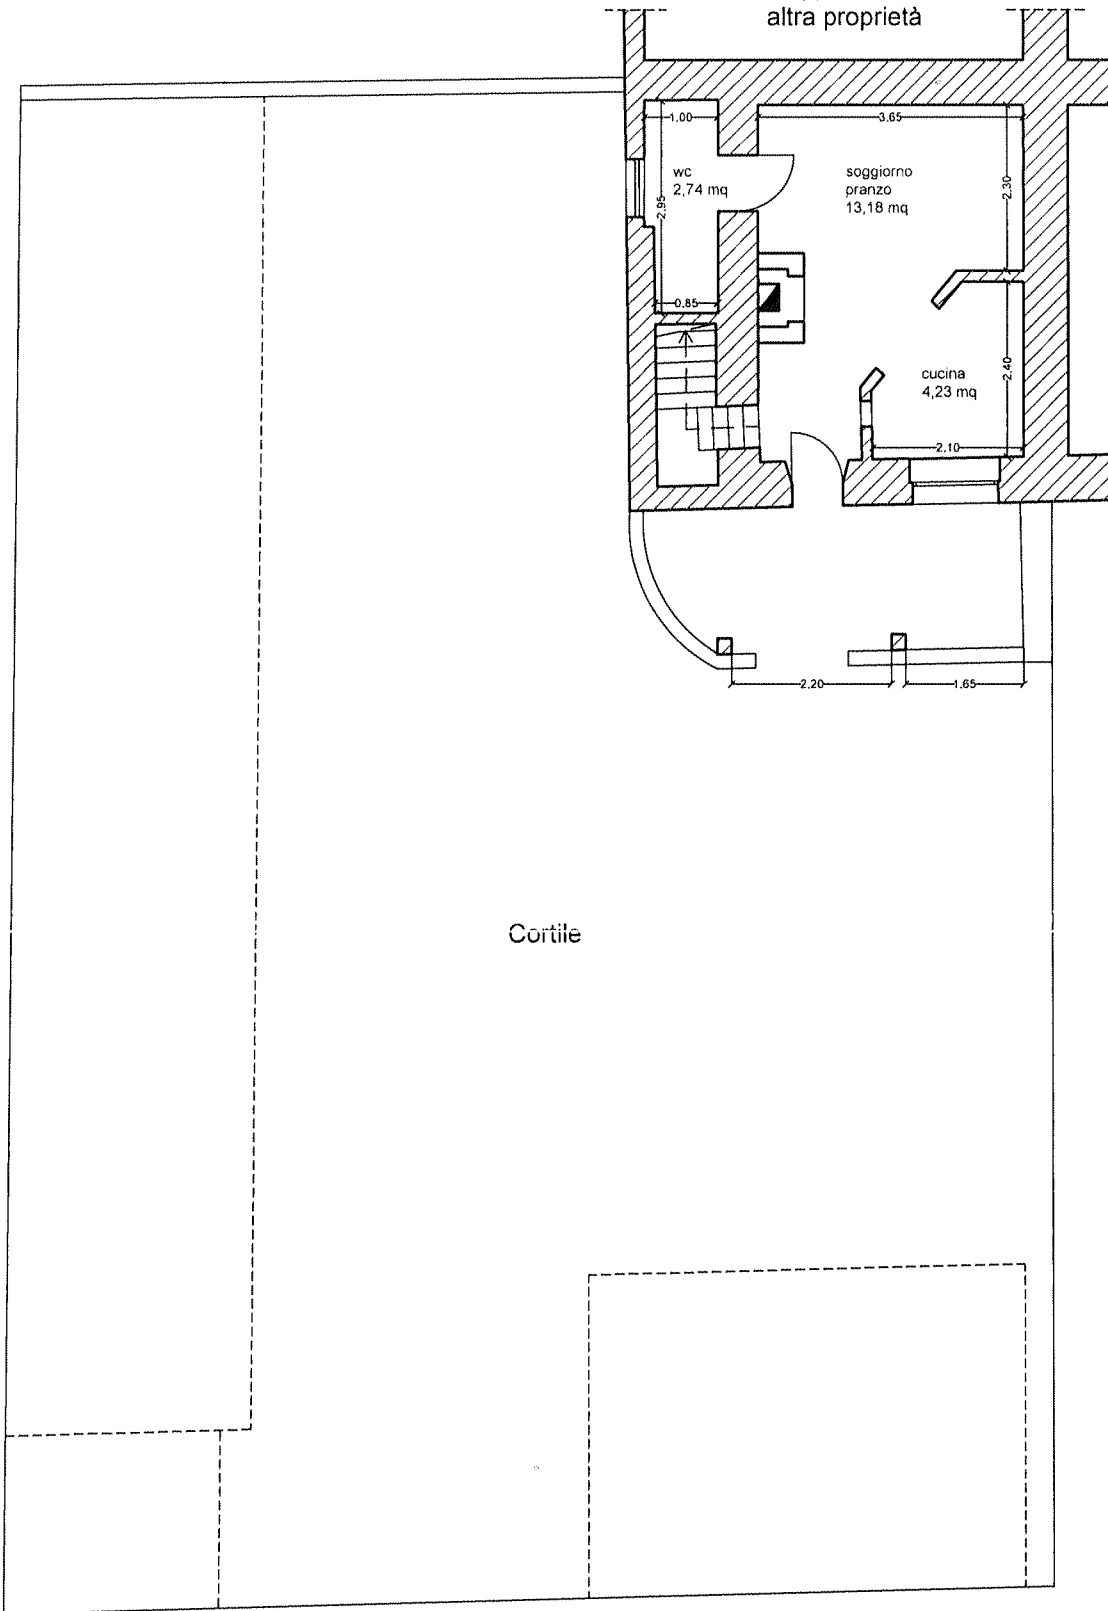 altra proprietà
1.00
3.65
wc
2,74 mq
soggiorno
pranzo
13,18 mq
2.95
2.30
0.85
cucina
4,23 mq
2.40
2.10
2.20
1.65
Cortile